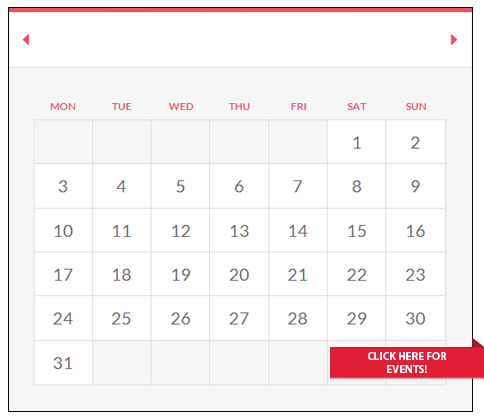 MON TUE WED THU FRI SAT SUN
1 2
3 4 5 6 7 8 9
10 11 12 13 14 15 16
17 18 19 20 21 22 23
24 25 26 27 28 29 30
31
CLICK HERE FOR
EVENTS!